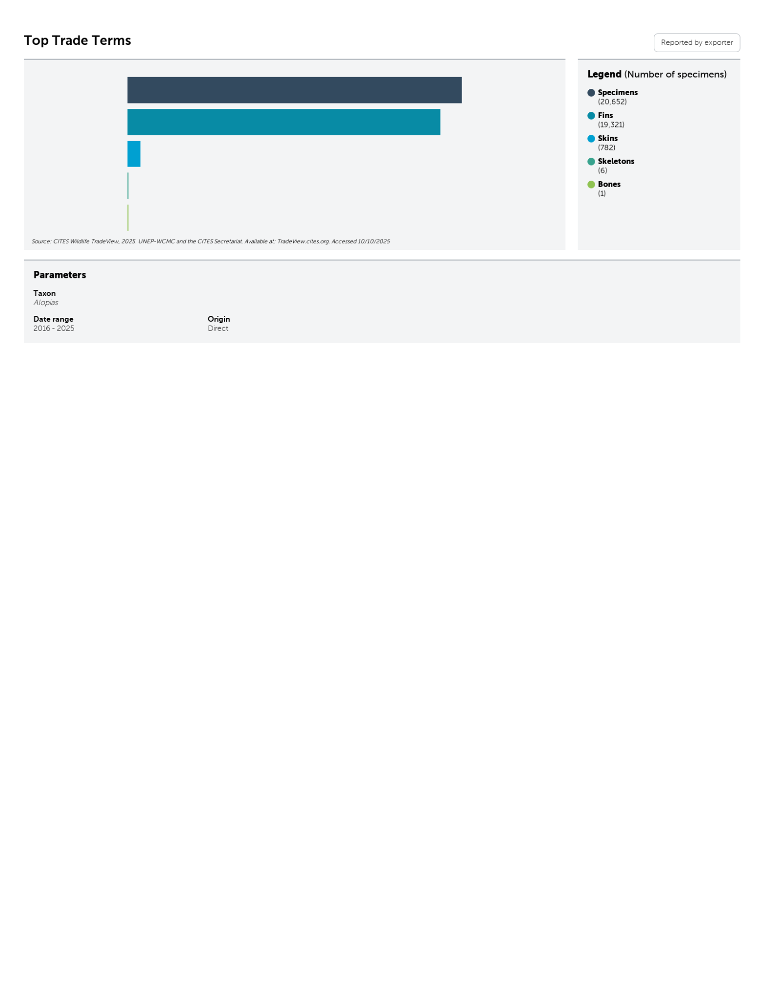 Top Trade Terms
Reported by exporter
Source: CITES Wildlife TradeView, 2025. UNEP-WCMC and the CITES Secretariat. Available at: TradeView.cites.org. Accessed 10/10/2025
Legend (Number of specimens)
Specimens
(20,652)
Fins
(19,321)
Skins
(782)
Skeletons
(6)
Bones
(1)
Parameters
Taxon
Alopias
Date range
2016 - 2025
Origin
Direct